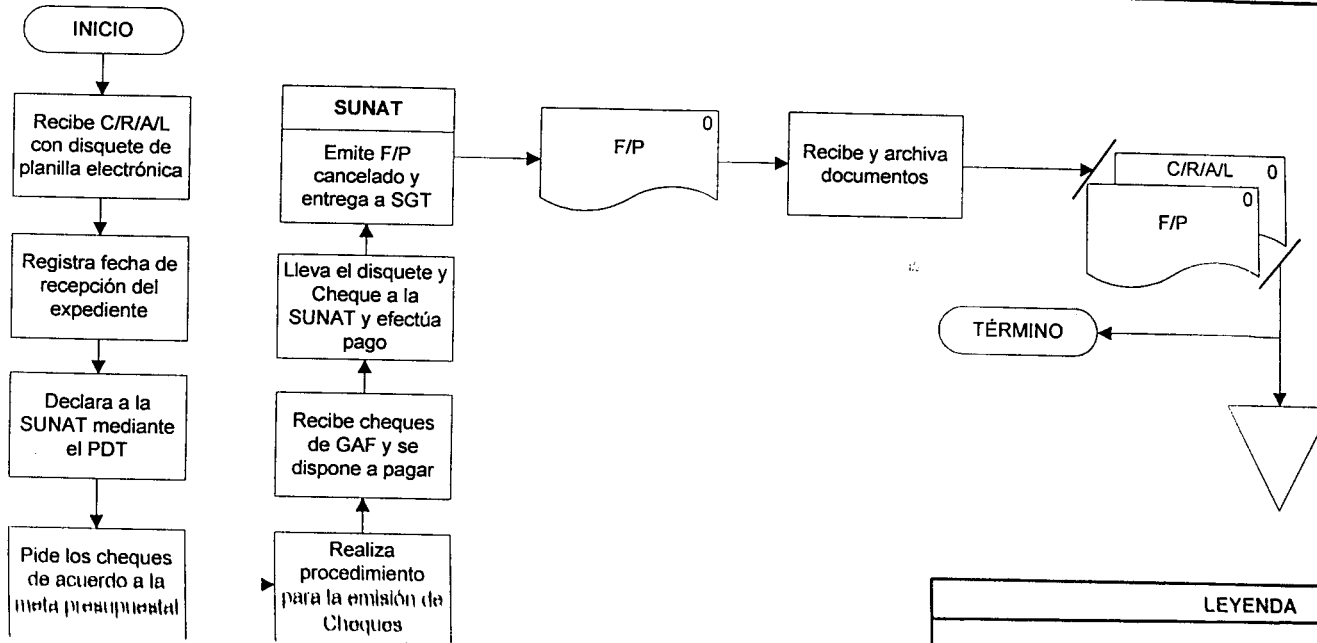 INICIO
Recibe C/R/A/L
con disquete de
planilla electrónica
Registra fecha de
recepción del
expediente
Declara a la
SUNAT mediante
el PDT
Pide los cheques
de acuerdo a la
meta presupuestal
SUNAT
Emite F/P
cancelado y
entrega a SGT
Lleva el disquete y
Cheque a la
SUNAT y efectúa
pago
Recibe cheques
de GAF y se
dispone a pagar
Realiza
procedimiento
para la emisión de
Cheques
0
F/P
Recibe y archiva
documentos
C/R/A/L 0
0
F/P
TÉRMINO
LEYENDA